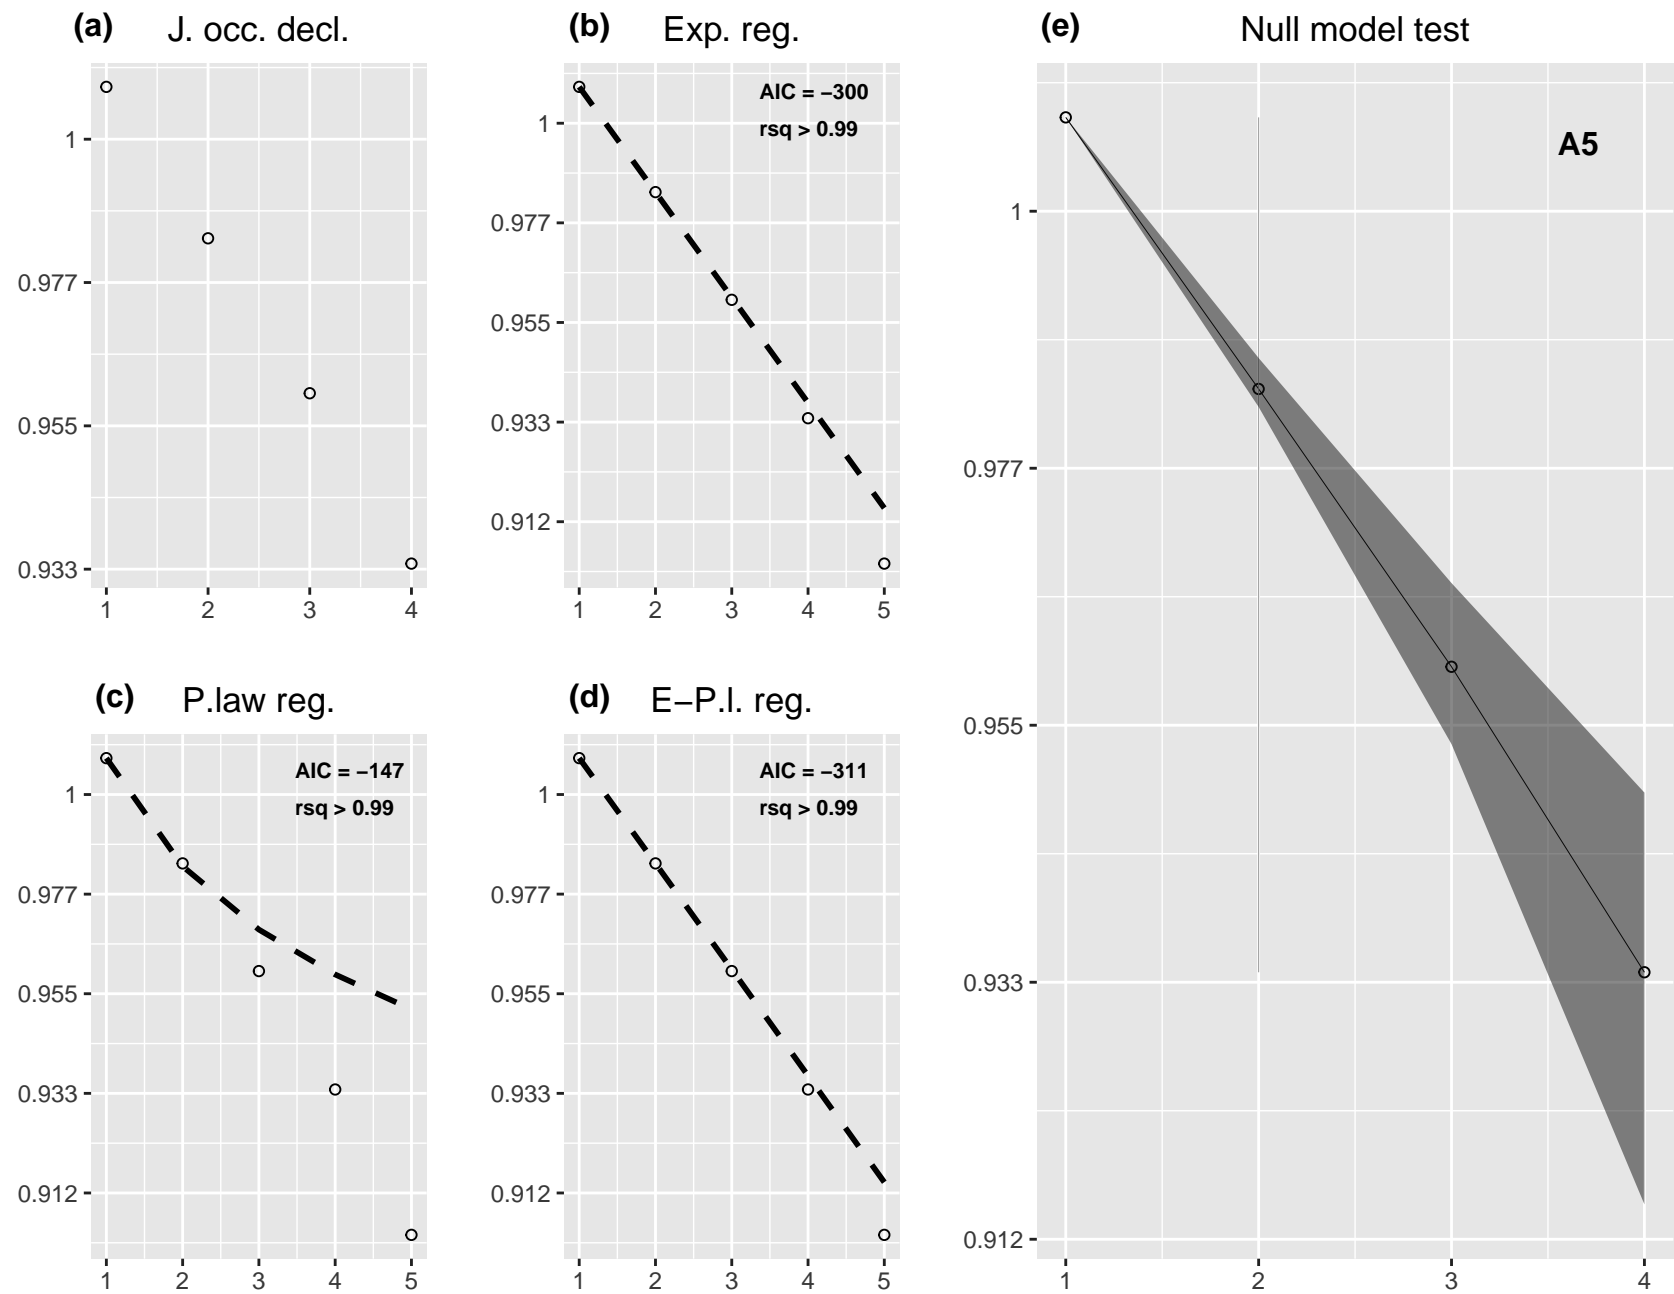 (a) J. occ. decl.
1
0.977
0.955
0.933
1 2 3 4
(b) Exp. reg.
AIC = −300
rsq > 0.99
1
0.977
0.955
0.933
0.912
1 2 3 4 5
(c) P.law reg.
AIC = −147
rsq > 0.99
1
0.977
0.955
0.933
0.912
1 2 3 4 5
(d) E−P.l. reg.
AIC = −311
rsq > 0.99
1
0.977
0.955
0.933
0.912
1 2 3 4 5
(e) Null model test
A5
1
0.977
0.955
0.933
0.912
1 2 3 4